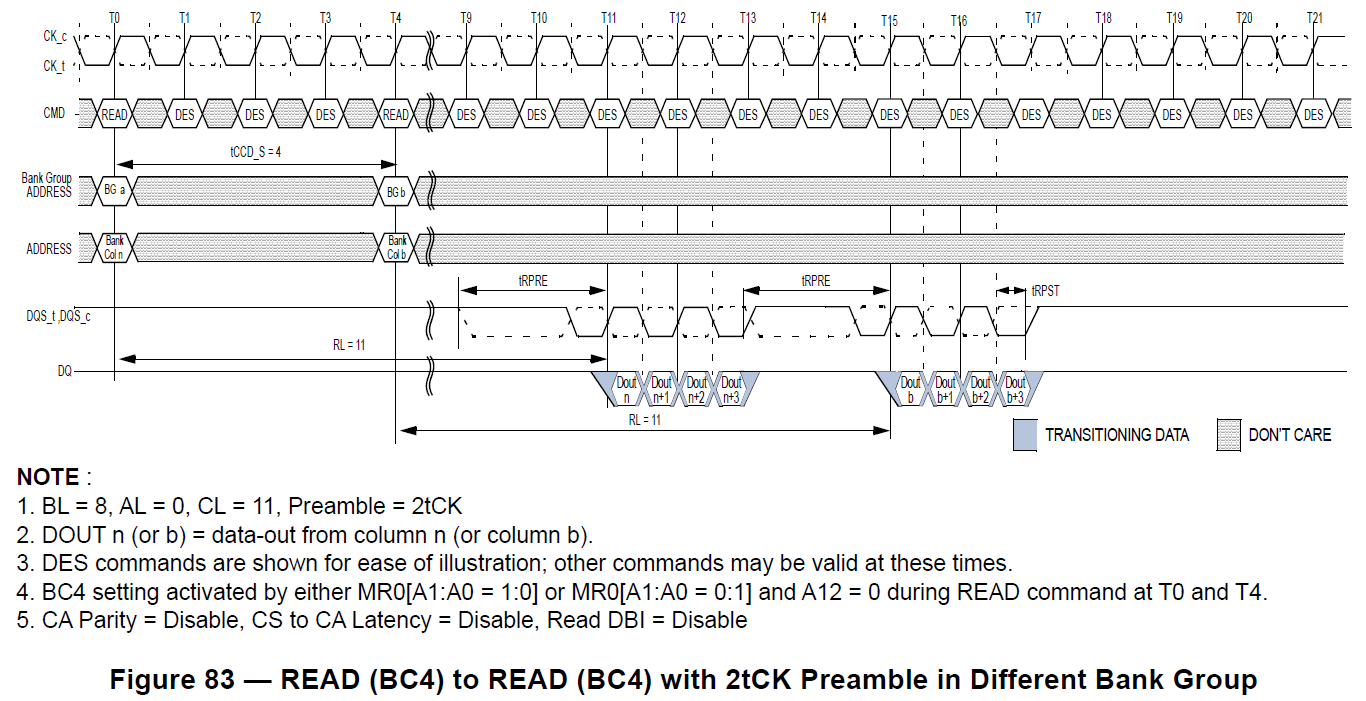 T0 T1 T2 T3 T4 T9 T10 T11 T12 T13 T14 T15 T16 T17 T18 T19 T20 T21
CK_c
CK_t
CMD READ DES DES DES READ DES DES DES DES DES DES DES DES DES DES DES DES DES
tCCD_S = 4
Bank Group
ADDRESS
BG a BG b
ADDRESS
Bank
Col n
Bank
Col b
tRPRE tRPRE tRPST
DQS_t ,DQS_c
RL = 11
DQ
Dout Dout Dout Dout Dout Dout Dout Dout
n n+1 n+2 n+3 b b+1 b+2 b+3
RL = 11
TRANSITIONING DATA DON'T CARE
NOTE :
1. BL = 8, AL = 0, CL = 11, Preamble = 2tCK
2. DOUT n (or b) = data-out from column n (or column b).
3. DES commands are shown for ease of illustration; other commands may be valid at these times.
4. BC4 setting activated by either MR0[A1:A0 = 1:0] or MR0[A1:A0 = 0:1] and A12 = 0 during READ command at T0 and T4.
5. CA Parity = Disable, CS to CA Latency = Disable, Read DBI = Disable
Figure 83 — READ (BC4) to READ (BC4) with 2tCK Preamble in Different Bank Group